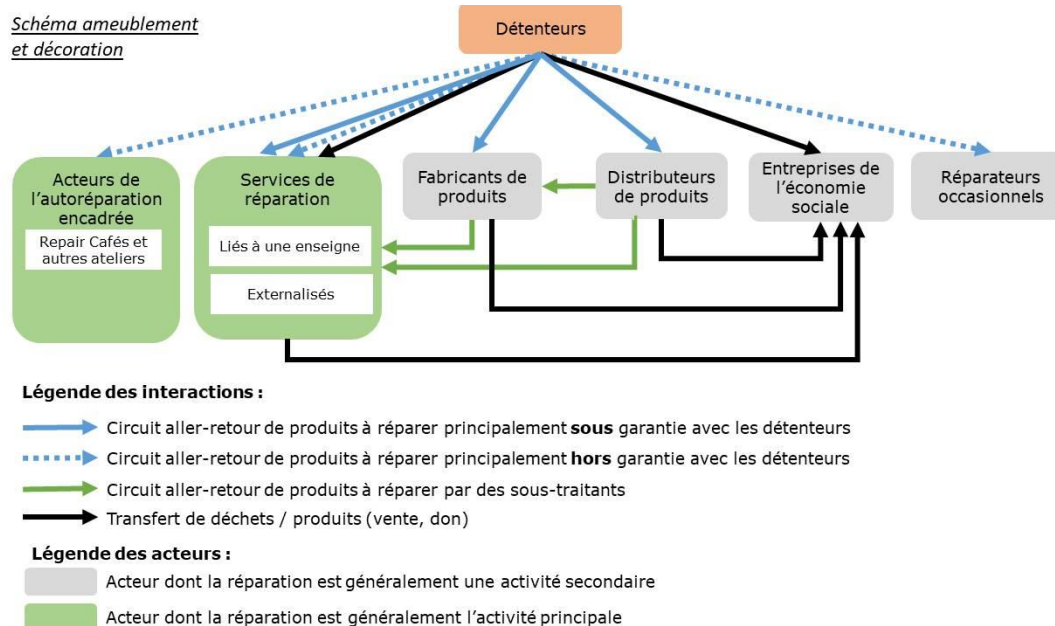 Schéma ameublement
et décoration
Détenteurs
Acteurs de
l'autoréparation
encadrée
Repair Cafés et
autres ateliers
Services de
réparation
Liés à une enseigne
Externalisés
Fabricants de
produits
Distributeurs
de produits
Entreprises de
l'économie
sociale
Réparateurs
occasionnels
Légende des interactions :
Circuit aller-retour de produits à réparer principalement sous garantie avec les détenteurs
Circuit aller-retour de produits à réparer principalement hors garantie avec les détenteurs
Circuit aller-retour de produits à réparer par des sous-traitants
Transfert de déchets / produits (vente, don)
Légende des acteurs :
Acteur dont la réparation est généralement une activité secondaire
Acteur dont la réparation est généralement l'activité principale